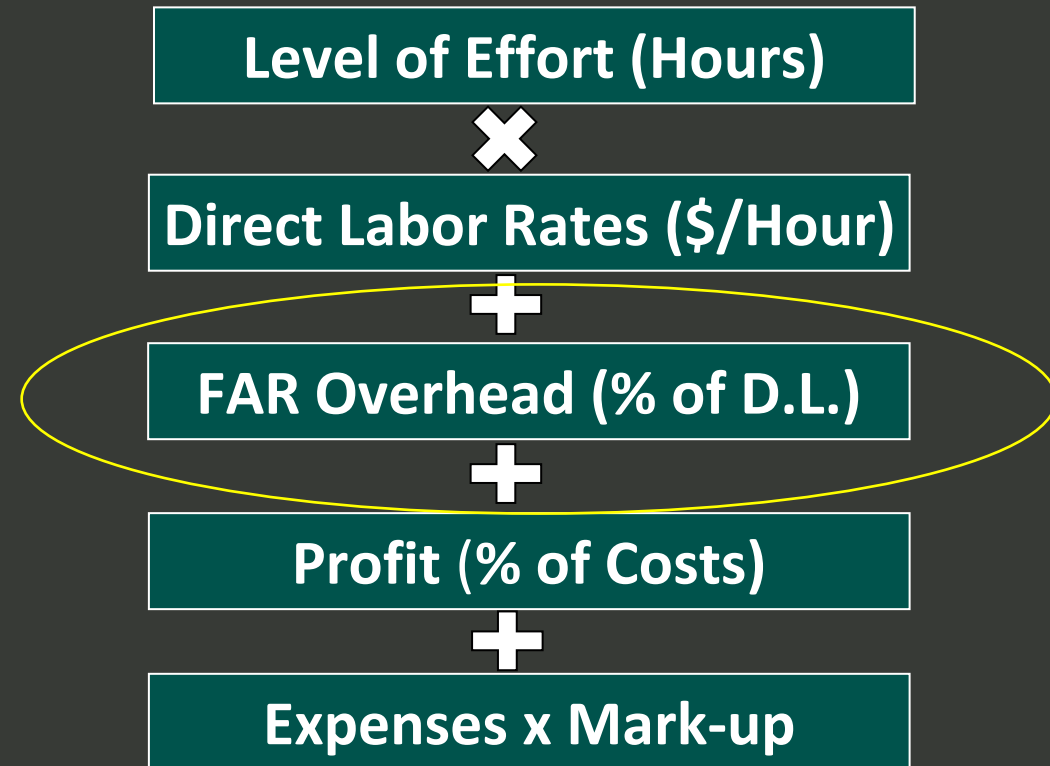 Level of Effort (Hours)
Direct Labor Rates ($/Hour)
FAR Overhead (% of D.L.)
Profit (% of Costs)
Expenses x Mark-up